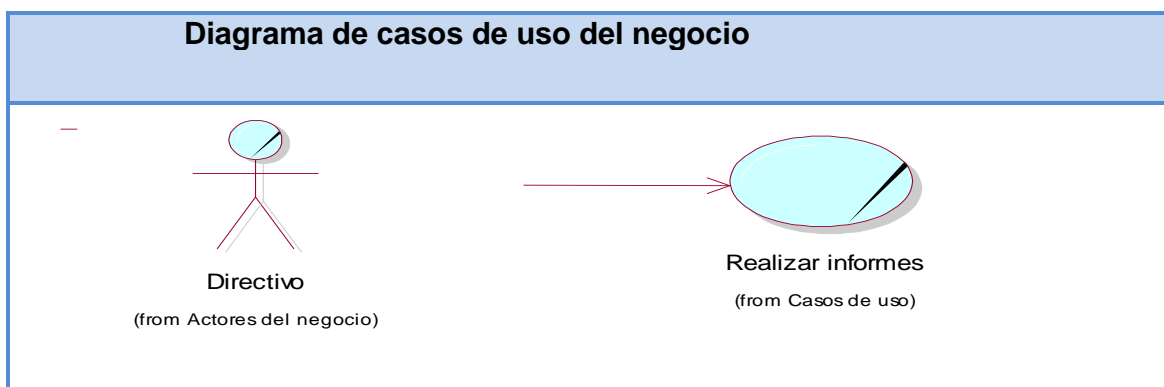 Diagrama de casos de uso del negocio
Directivo
(from Actores del negocio)
Realizar informes
(from Casos de uso)